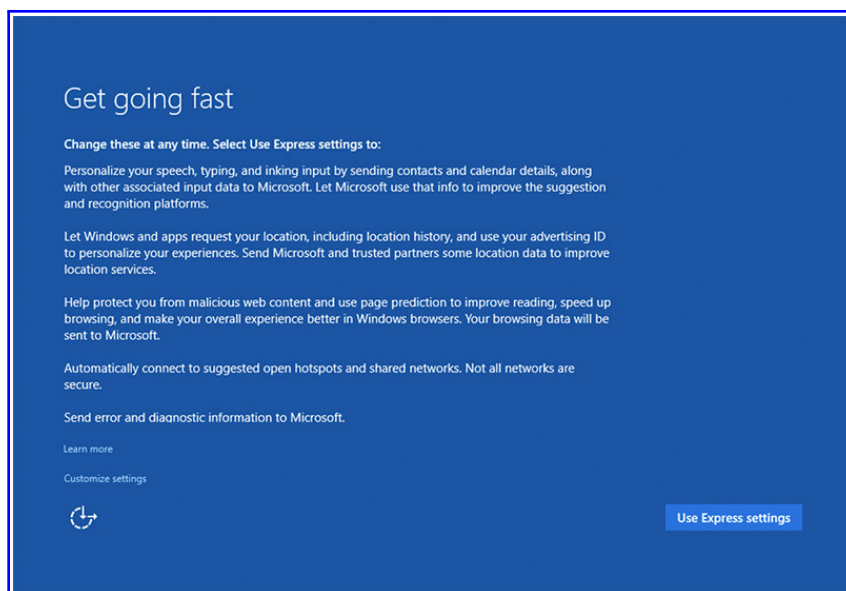 Get going fast
Change these at any time. Select Use Express settings to:
Personalize your speech, typing, and inking input by sending contacts and calendar details, along
with other associated input data to Microsoft. Let Microsoft use that info to improve the suggestion
and recognition platforms.
Let Windows and apps request your location, including location history, and use your advertising ID
to personalize your experiences. Send Microsoft and trusted partners some location data to improve
location services.
Help protect you from malicious web content and use page prediction to improve reading, speed up
browsing, and make your overall experience better in Windows browsers. Your browsing data will be
sent to Microsoft.
Automatically connect to suggested open hotspots and shared networks. Not all networks are
secure.
Send error and diagnostic information to Microsoft.
Learn more
Customize settings
Use Express settings